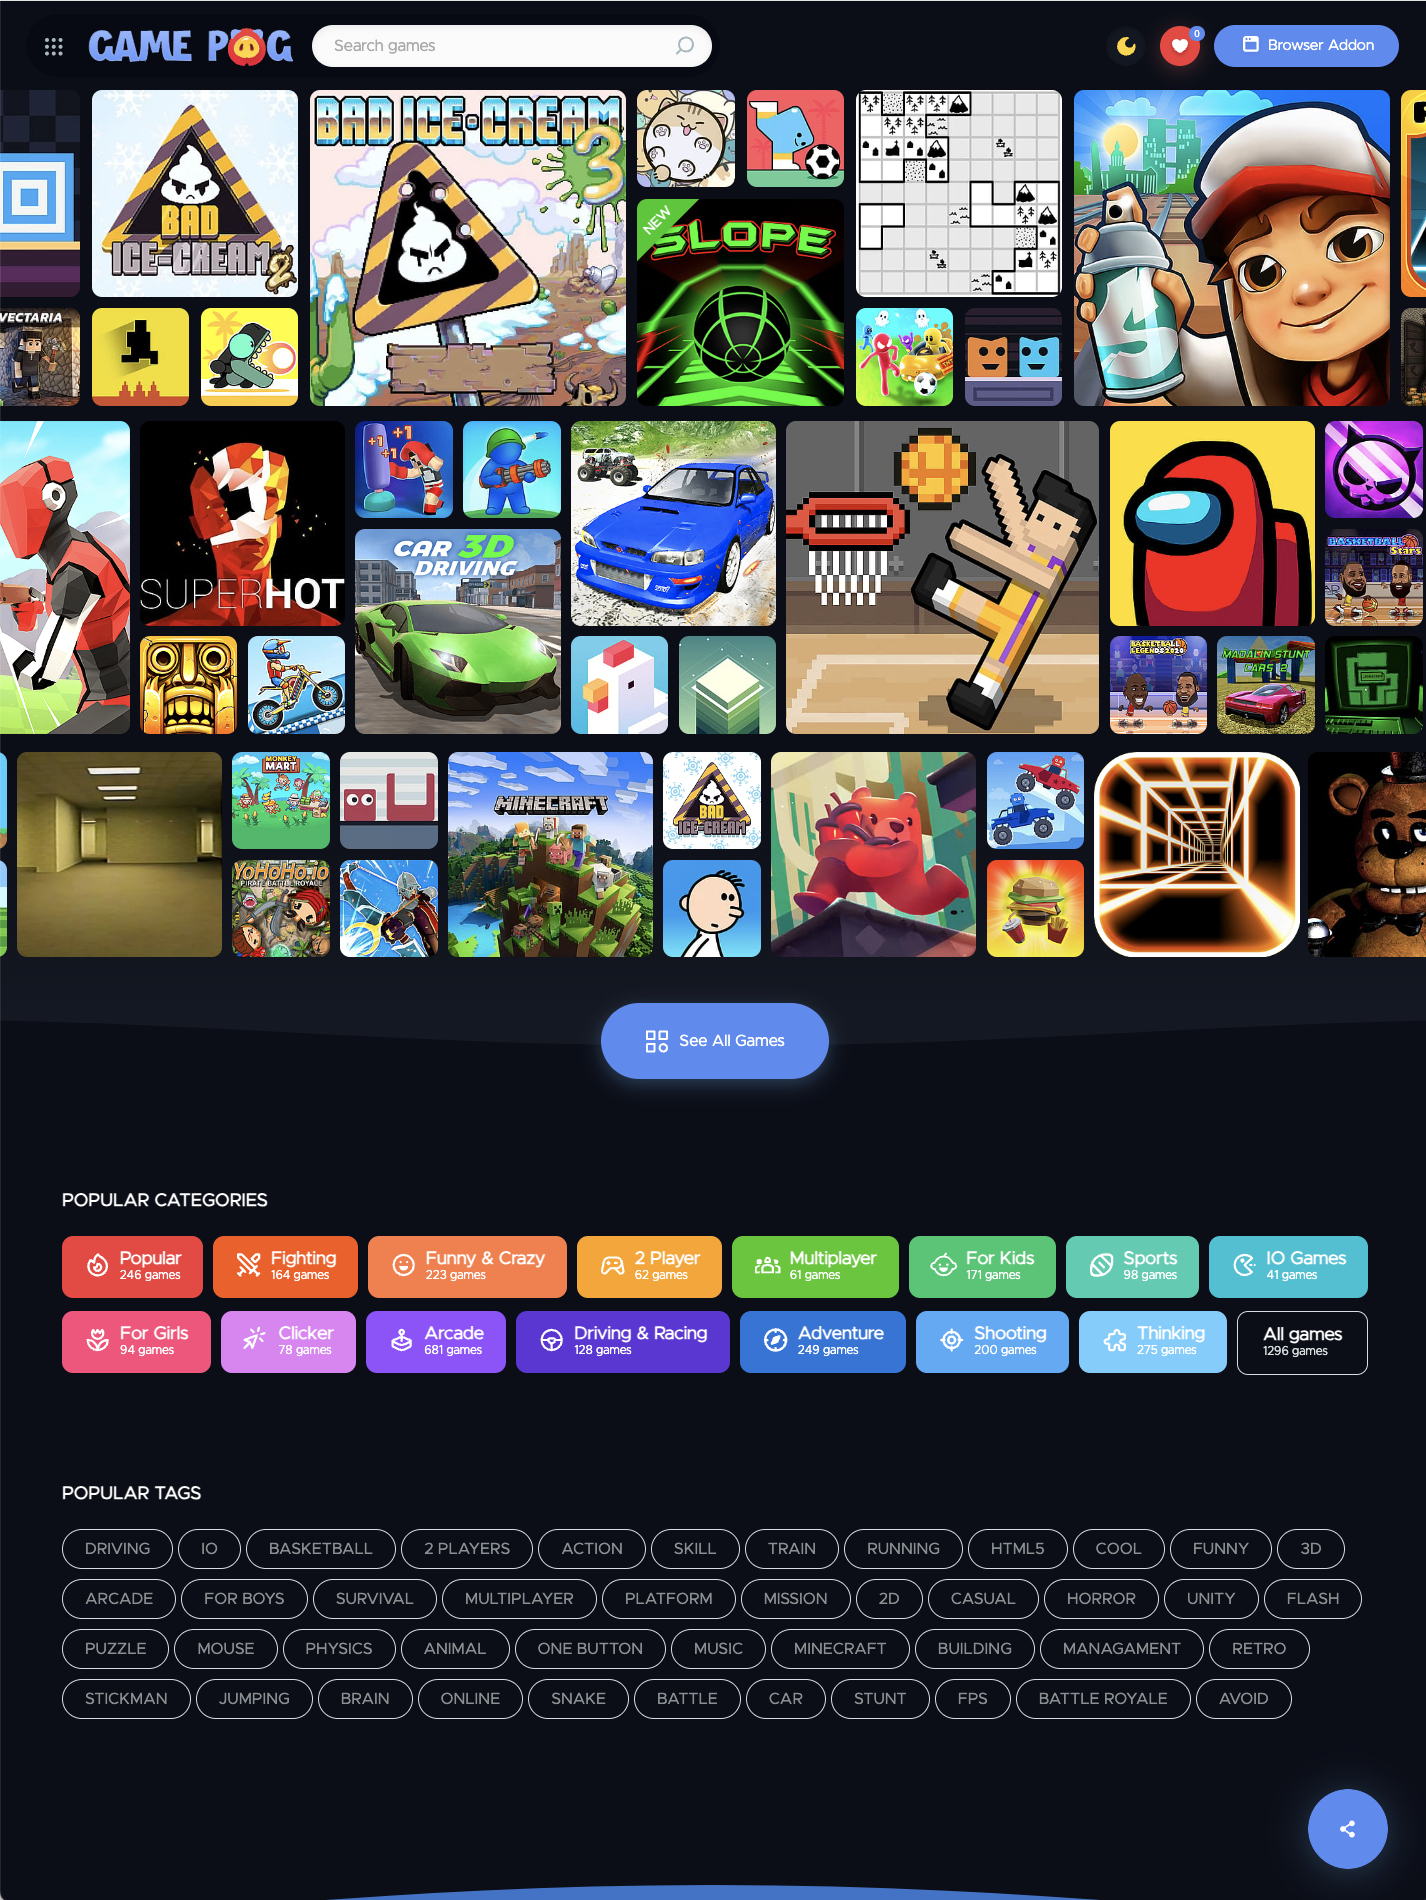 GAME PUG
Search games
0
Browser Addon
BAD
ICE-CREAM
2
BAD ICE-CREAM
3
NEW
SLOPE
S
VECTARIA
+1
+1
SUPERHOT
CAR 3D
DRIVING
BASKETBALL
Stars
BASKETBALL
LEGENDS 2020
MADALIN STUNT
CARS 2
MONKEY
MART
YoHoHo.io
PIRATE BATTLE ROYALE
MINECRAFT
BAD
ICE-CREAM
See All Games
POPULAR CATEGORIES
Popular
246 games
Fighting
164 games
Funny & Crazy
223 games
2 Player
62 games
Multiplayer
61 games
For Kids
171 games
Sports
98 games
IO Games
41 games
For Girls
94 games
Clicker
78 games
Arcade
681 games
Driving & Racing
128 games
Adventure
249 games
Shooting
200 games
Thinking
275 games
All games
1296 games
POPULAR TAGS
DRIVING IO BASKETBALL 2 PLAYERS ACTION SKILL TRAIN RUNNING HTML5 COOL FUNNY 3D
ARCADE FOR BOYS SURVIVAL MULTIPLAYER PLATFORM MISSION 2D CASUAL HORROR UNITY FLASH
PUZZLE MOUSE PHYSICS ANIMAL ONE BUTTON MUSIC MINECRAFT BUILDING MANAGAMENT RETRO
STICKMAN JUMPING BRAIN ONLINE SNAKE BATTLE CAR STUNT FPS BATTLE ROYALE AVOID